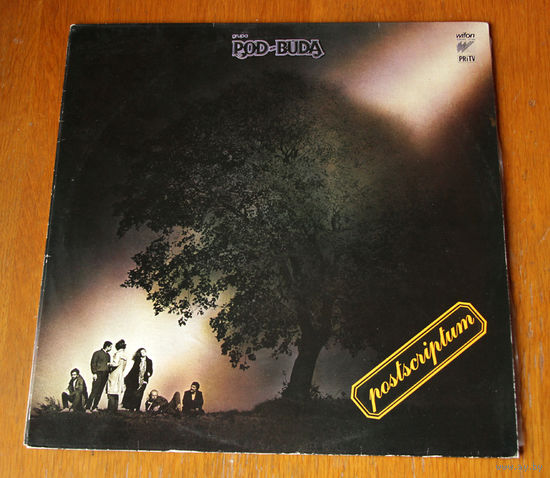 grupa
POD-BUDĄ
wifon
PRiTV
postscriptum